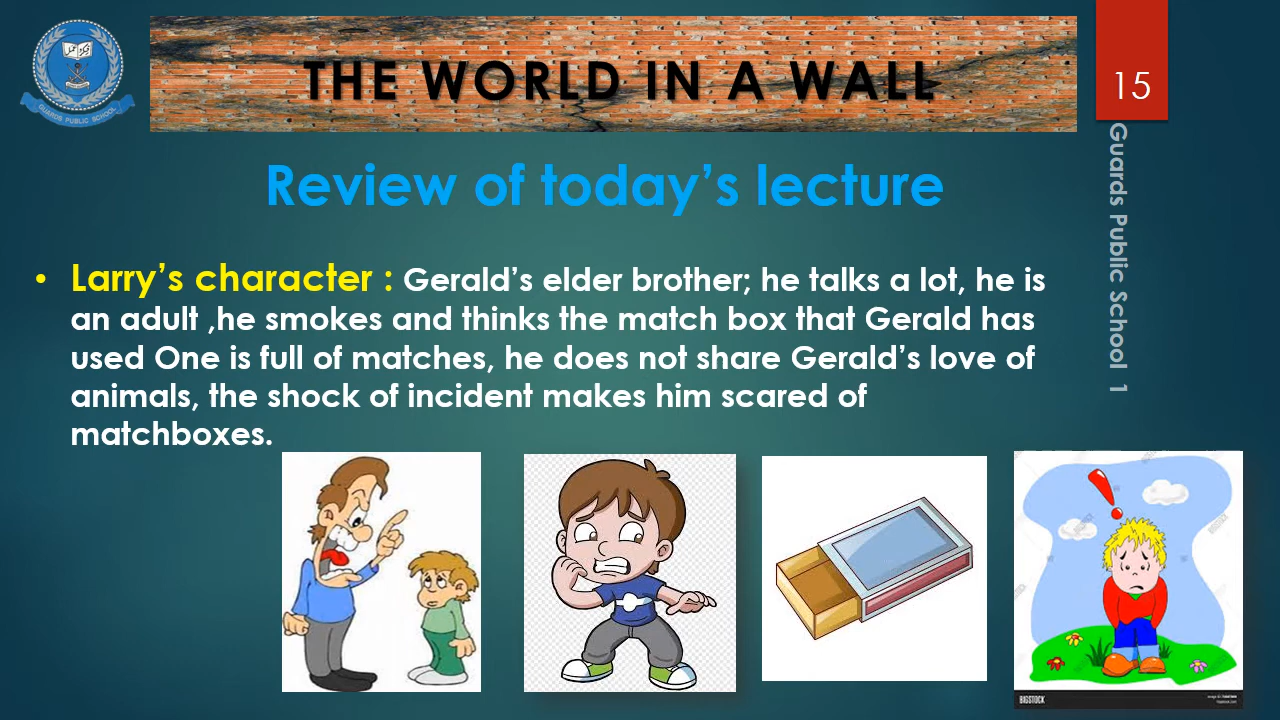 THE WORLD IN A WALL
15
GUARDS PUBLIC SCHOOL
Guards Public School 1
Review of today's lecture
• Larry's character : Gerald's elder brother; he talks a lot, he is
an adult ,he smokes and thinks the match box that Gerald has
used One is full of matches, he does not share Gerald's love of
animals, the shock of incident makes him scared of
matchboxes.
BIGSTOCK